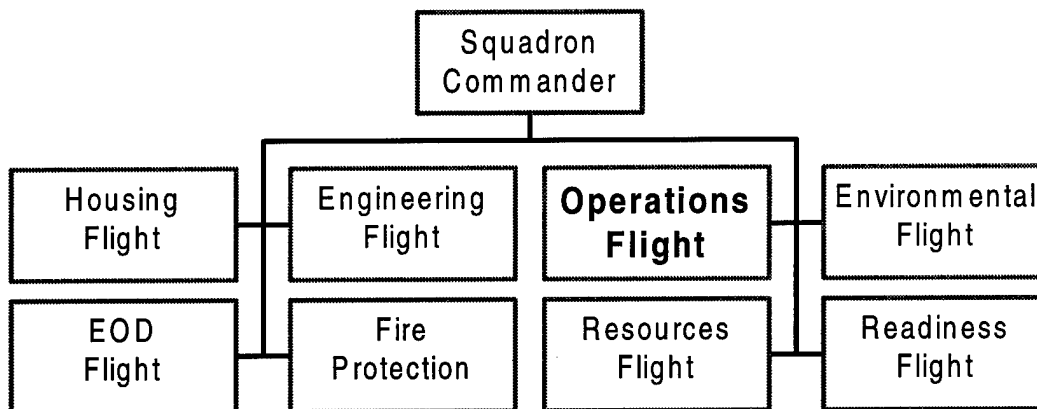 Squadron
Commander
Housing
Flight
Engineering
Flight
Operations
Flight
Environmental
Flight
EOD
Flight
Fire
Protection
Resources
Flight
Readiness
Flight